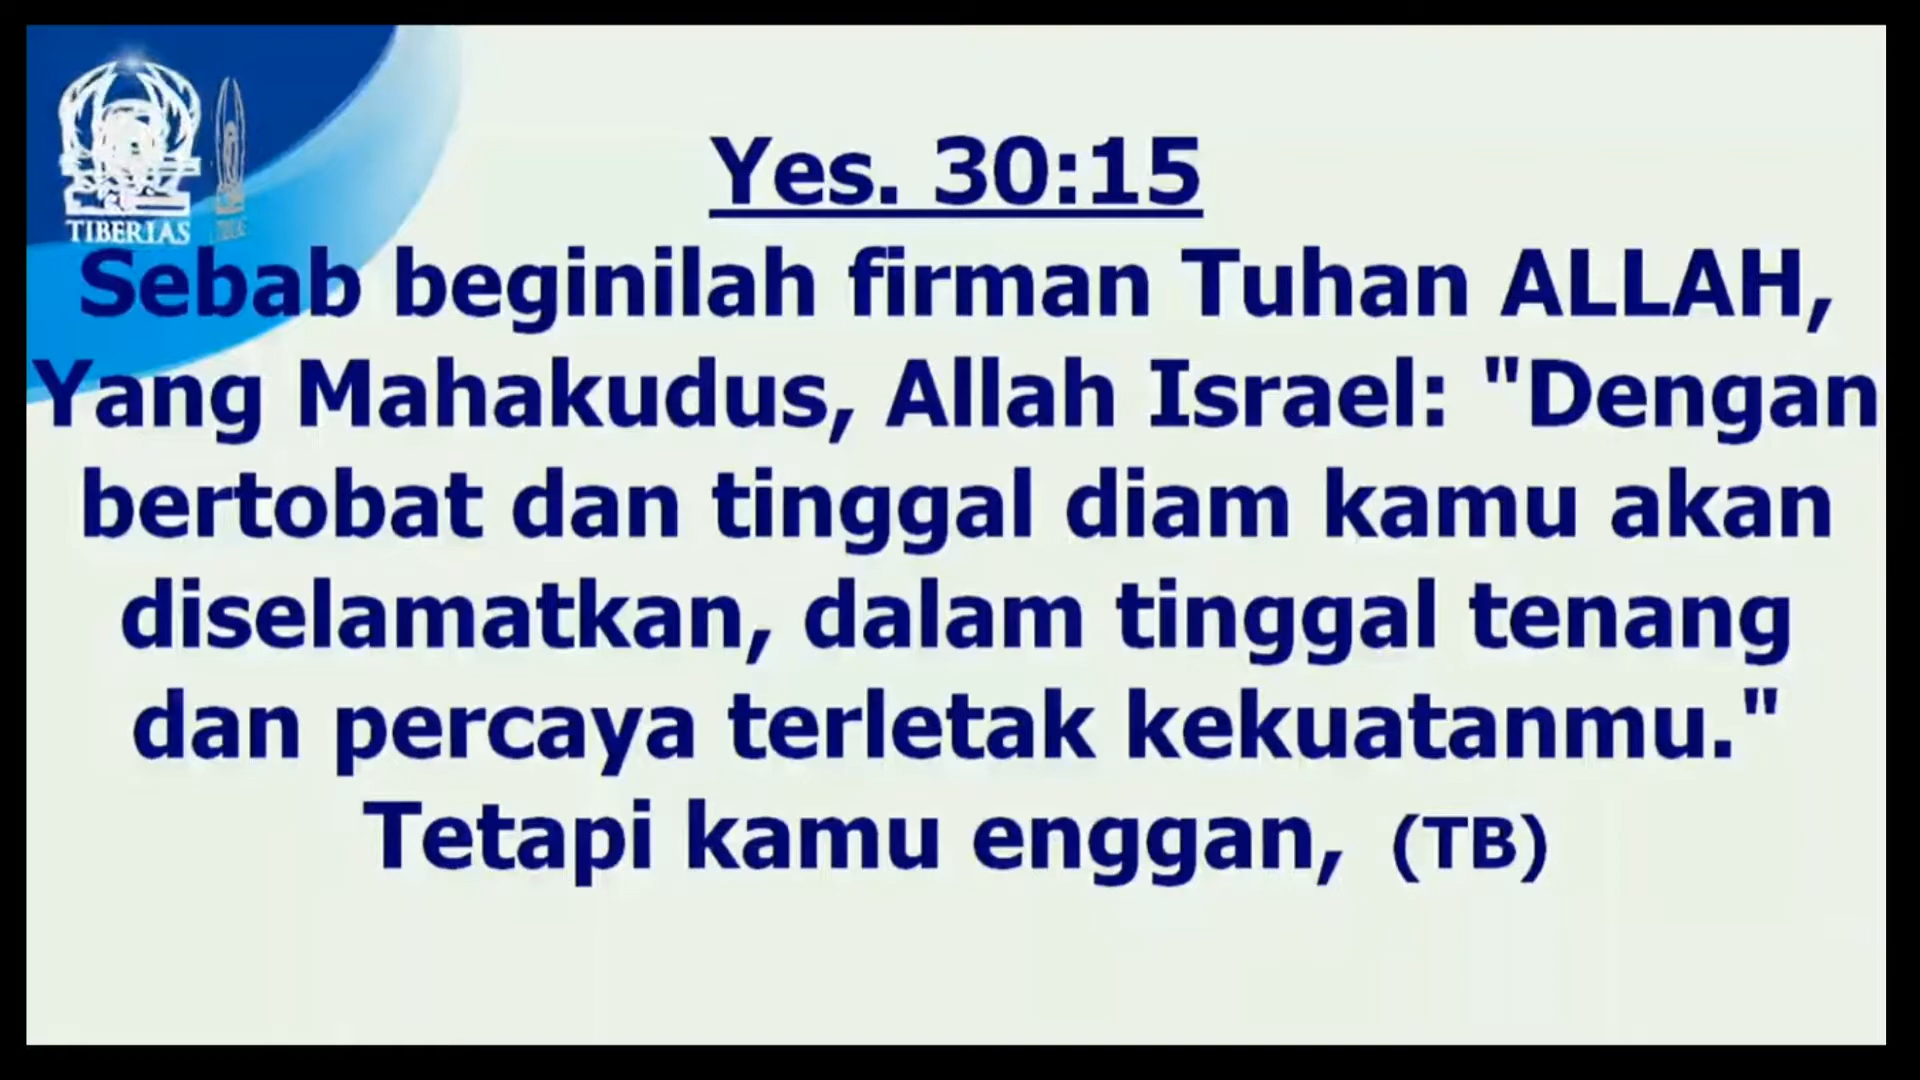 TIBERIAS
Yes. 30:15
Sebab beginilah firman Tuhan ALLAH,
Yang Mahakudus, Allah Israel: "Dengan
bertobat dan tinggal diam kamu akan
diselamatkan, dalam tinggal tenang
dan percaya terletak kekuatanmu."
Tetapi kamu enggan, (TB)